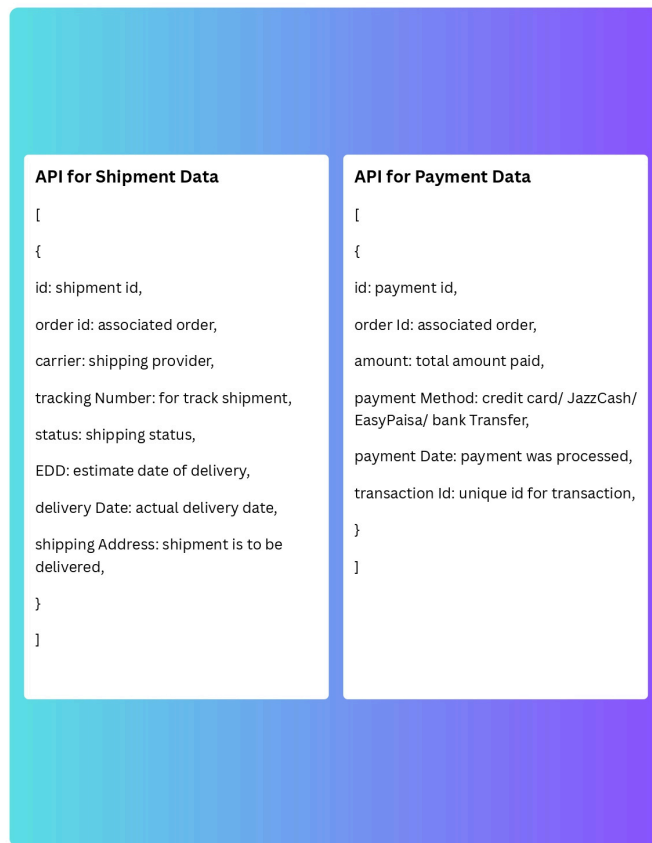 API for Shipment Data
[
{
id: shipment id,
order id: associated order,
carrier: shipping provider,
tracking Number: for track shipment,
status: shipping status,
EDD: estimate date of delivery,
delivery Date: actual delivery date,
shipping Address: shipment is to be
delivered,
}
]
API for Payment Data
[
{
id: payment id,
order Id: associated order,
amount: total amount paid,
payment Method: credit card/ JazzCash/
EasyPaisa/ bank Transfer,
payment Date: payment was processed,
transaction Id: unique id for transaction,
}
]